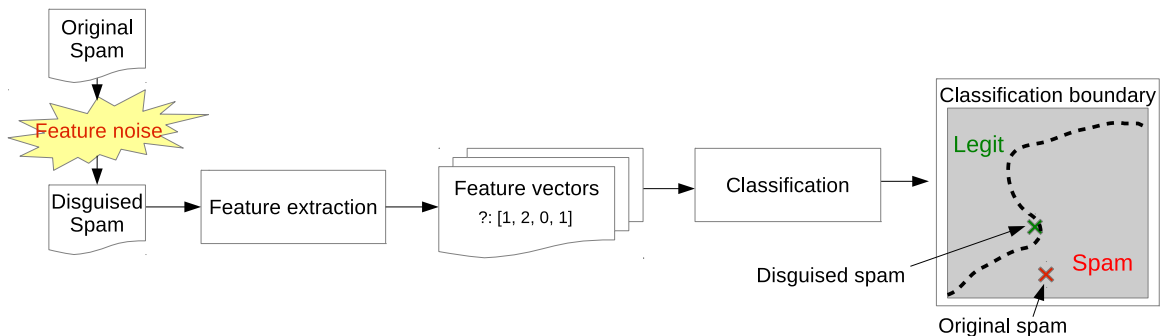 Original
Spam
Feature noise
Disguised
Spam
Feature extraction
Feature vectors
?: [1, 2, 0, 1]
Classification
Classification boundary
Legit
Spam
Disguised spam
Original spam